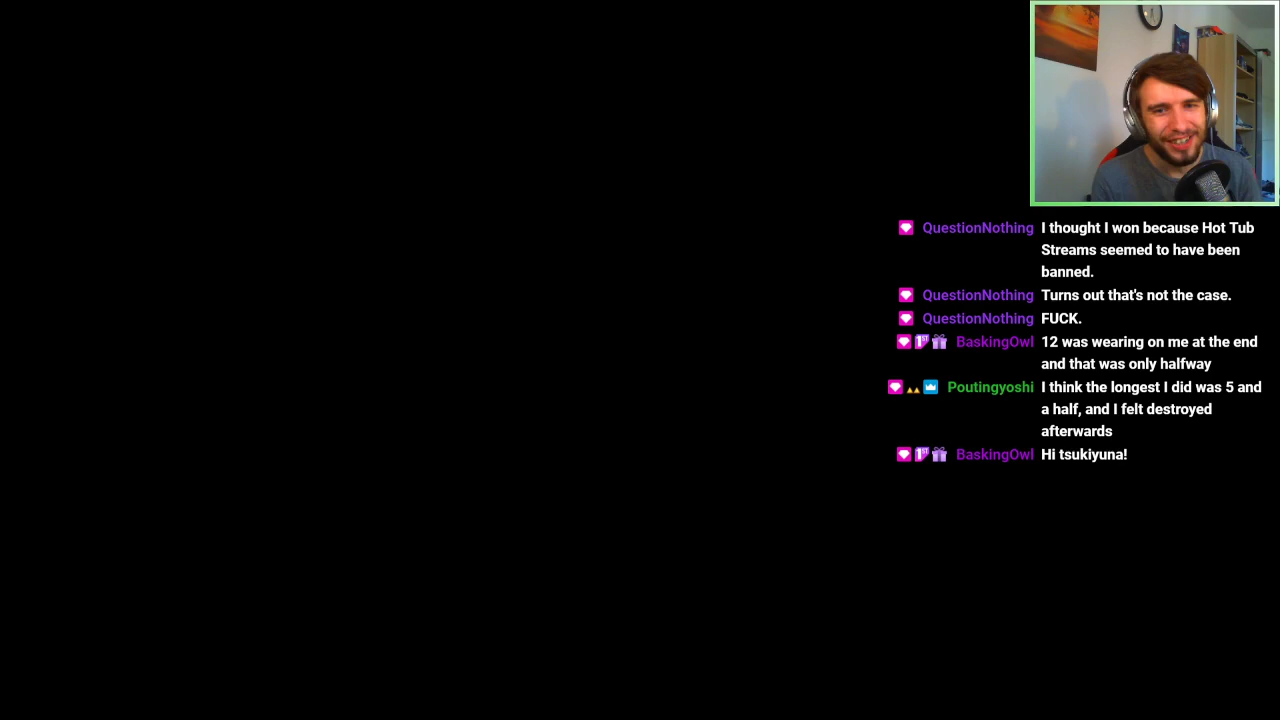 QuestionNothing I thought I won because Hot Tub
Streams seemed to have been
banned.
QuestionNothing Turns out that's not the case.
QuestionNothing FUCK.
BaskingOwl 12 was wearing on me at the end
and that was only halfway
Poutingyoshi I think the longest I did was 5 and
a half, and I felt destroyed
afterwards
BaskingOwl Hi tsukiyuna!